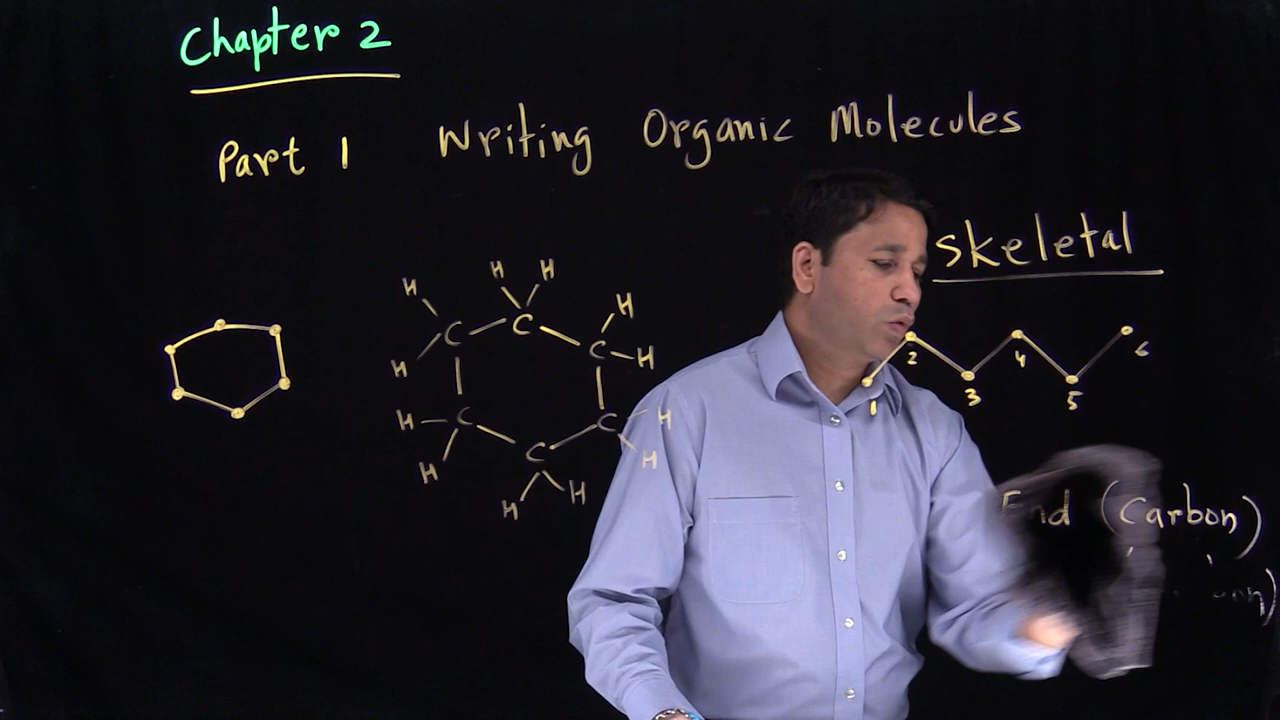 Chapter 2
Part 1 Writing Organic Molecules
Skeletal
H H H H
C C C
H H
1 2 3 4 5 6
H C C H
H H
C
H H
End (Carbon)